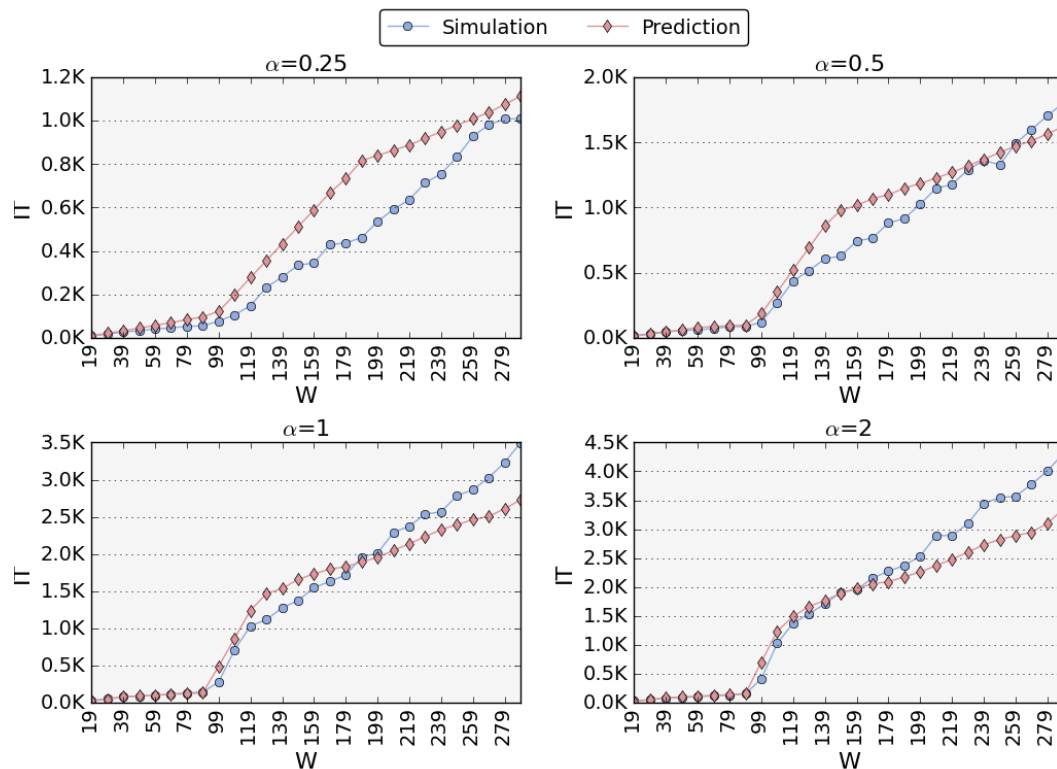 Simulation Prediction
α=0.25
1.2K
1.0K
0.8K
0.6K
0.4K
0.2K
0.0K
IT
19 39 59 79 99 119 139 159 179 199 219 239 259 279
W
α=0.5
2.0K
1.5K
1.0K
0.5K
0.0K
IT
19 39 59 79 99 119 139 159 179 199 219 239 259 279
W
α=1
3.5K
3.0K
2.5K
2.0K
1.5K
1.0K
0.5K
0.0K
IT
19 39 59 79 99 119 139 159 179 199 219 239 259 279
W
α=2
4.5K
4.0K
3.5K
3.0K
2.5K
2.0K
1.5K
1.0K
0.5K
0.0K
IT
19 39 59 79 99 119 139 159 179 199 219 239 259 279
W